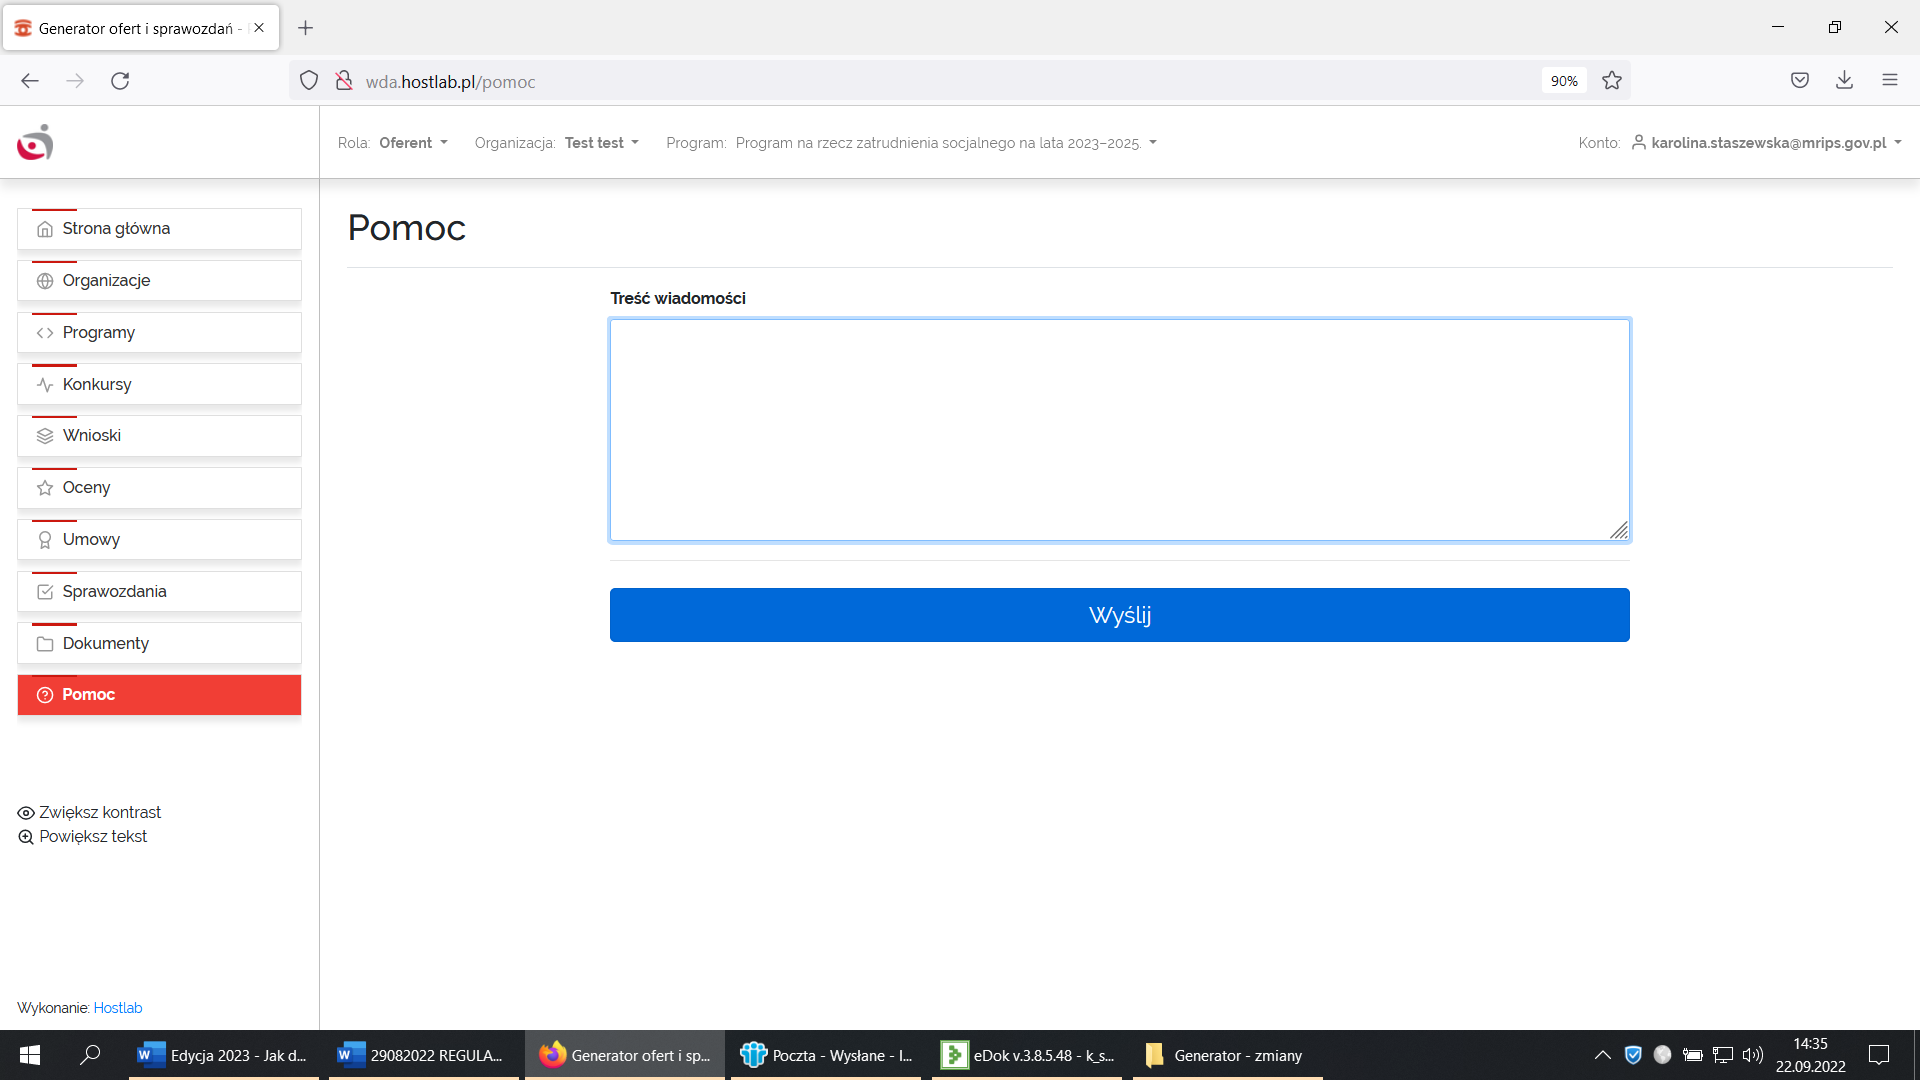 Generator ofert i sprawozdań -
wda.hostlab.pl/pomoc
90%
Rola: Oferent
Organizacja: Test test
Program: Program na rzecz zatrudnienia socjalnego na lata 2023–2025.
Konto: karolina.staszewska@mrips.gov.pl
Strona główna
Organizacje
Programy
Konkursy
Wnioski
Oceny
Umowy
Sprawozdania
Dokumenty
Pomoc
Zwiększ kontrast
Powiększ tekst
Wykonanie: Hostlab
Pomoc
Treść wiadomości
Wyślij
Edycja 2023 - Jak d...
29082022 REGULA...
Generator ofert i sp...
Poczta - Wysłane - I...
eDok v.3.8.5.48 - k_s...
Generator - zmiany
14:35
22.09.2022